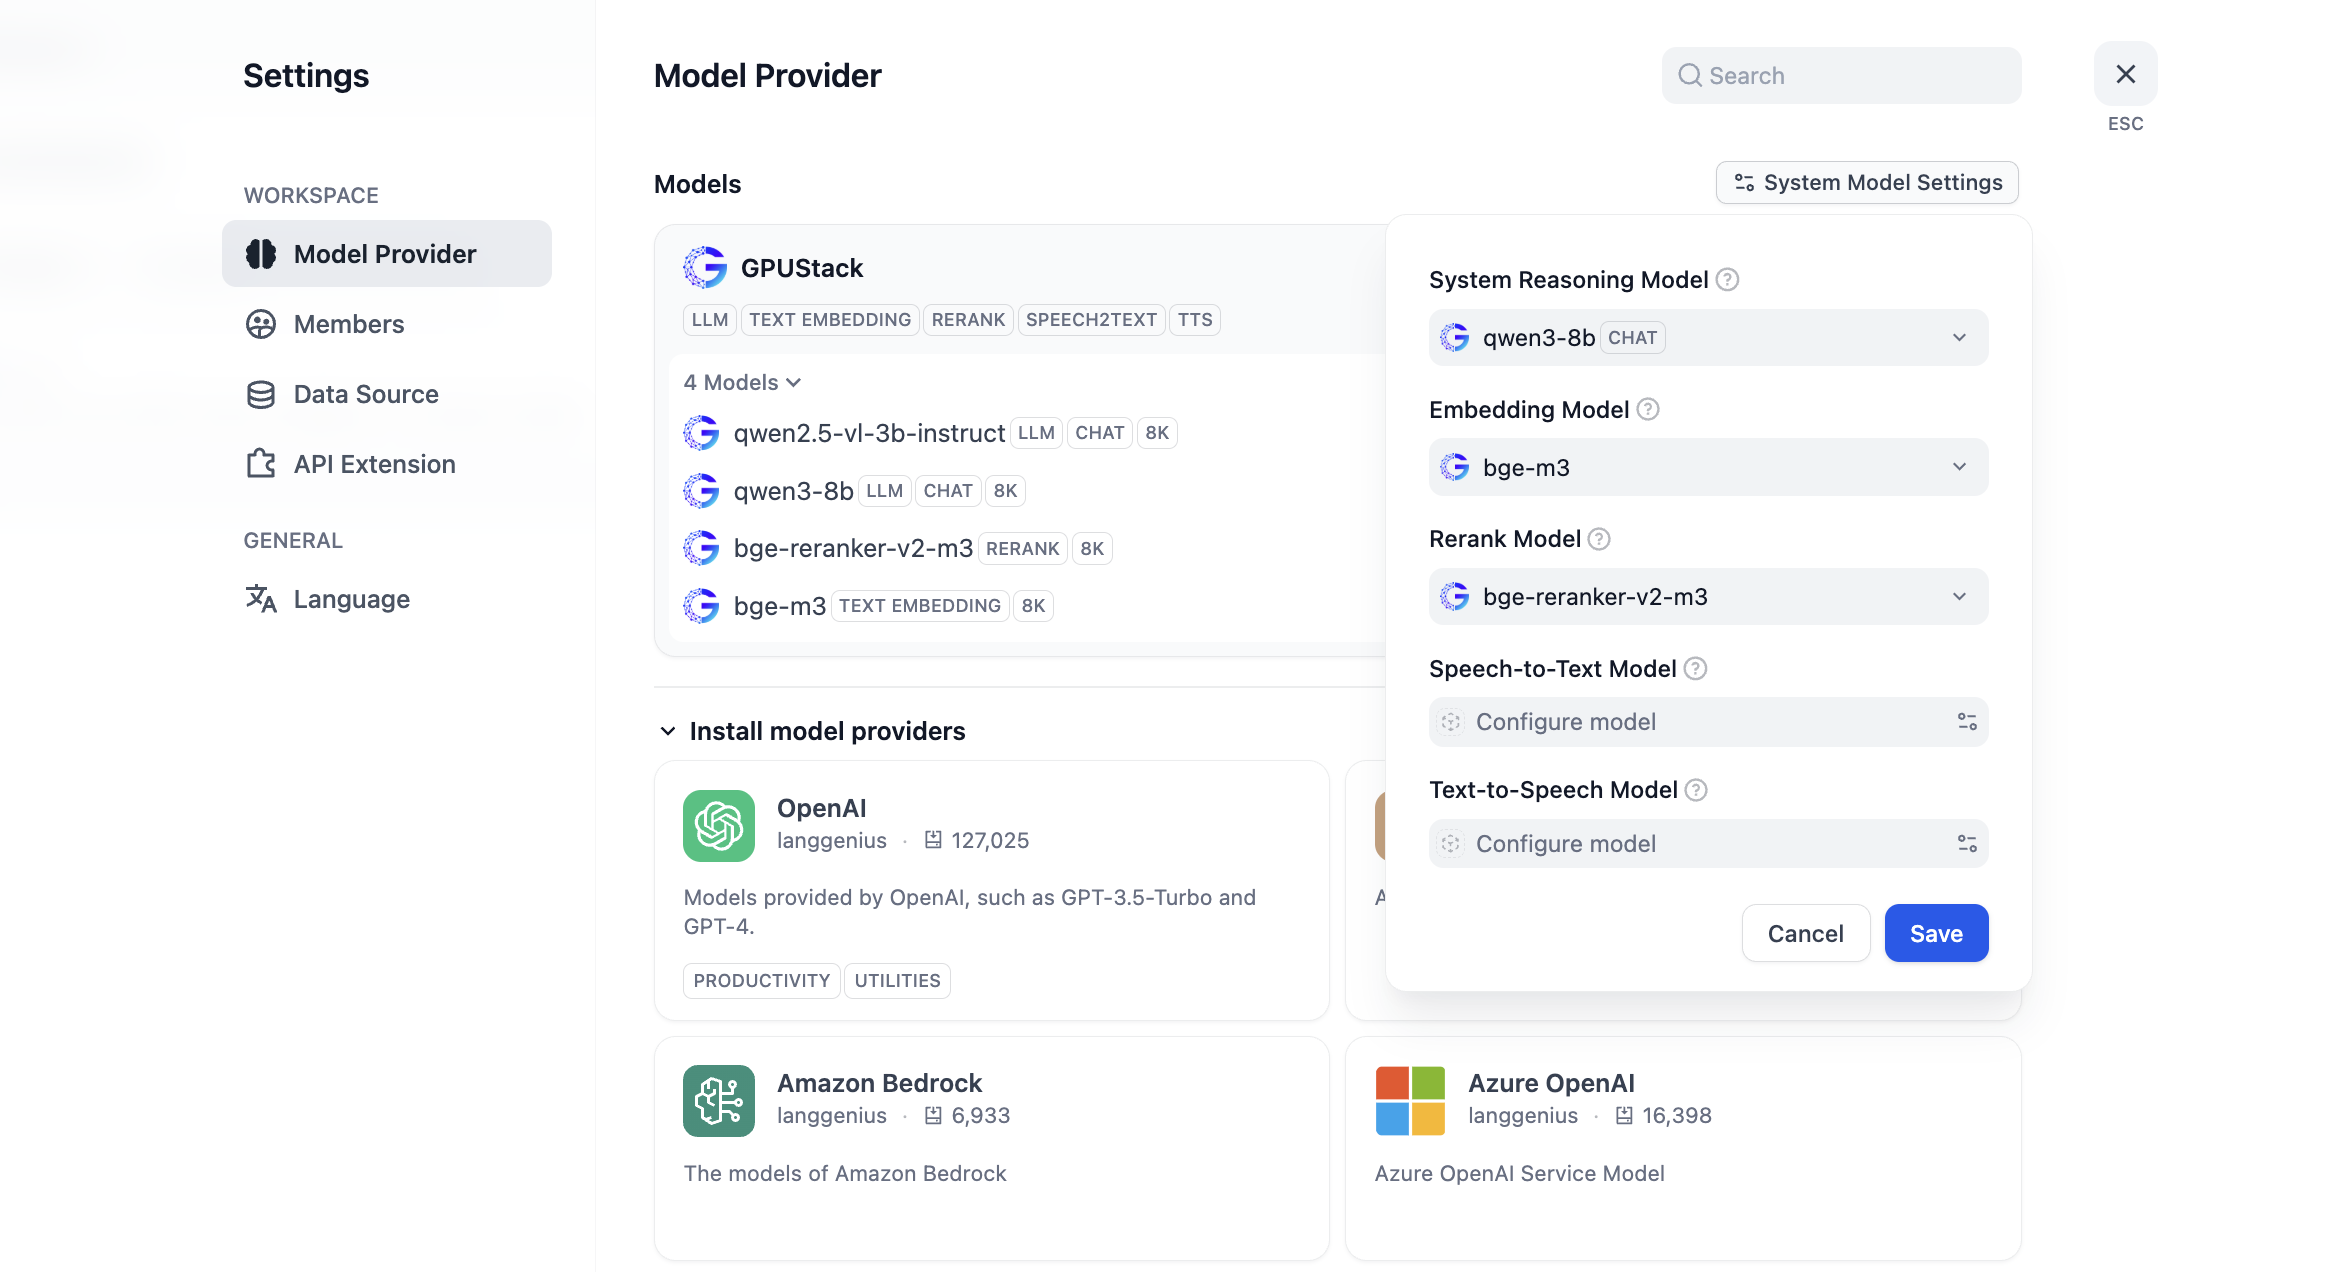 Settings
WORKSPACE
Model Provider
Members
Data Source
API Extension
GENERAL
Language
Model Provider
Search
ESC
Models
System Model Settings
GPUStack
LLM TEXT EMBEDDING RERANK SPEECH2TEXT TTS
4 Models
qwen2.5-vl-3b-instruct LLM CHAT 8K
qwen3-8b LLM CHAT 8K
bge-reranker-v2-m3 RERANK 8K
bge-m3 TEXT EMBEDDING 8K
System Reasoning Model
qwen3-8b CHAT
Embedding Model
bge-m3
Rerank Model
bge-reranker-v2-m3
Speech-to-Text Model
Configure model
Text-to-Speech Model
Configure model
Cancel Save
Install model providers
OpenAI
langgenius · 127,025
Models provided by OpenAI, such as GPT-3.5-Turbo and
GPT-4.
PRODUCTIVITY UTILITIES
Amazon Bedrock
langgenius · 6,933
The models of Amazon Bedrock
Azure OpenAI
langgenius · 16,398
Azure OpenAI Service Model